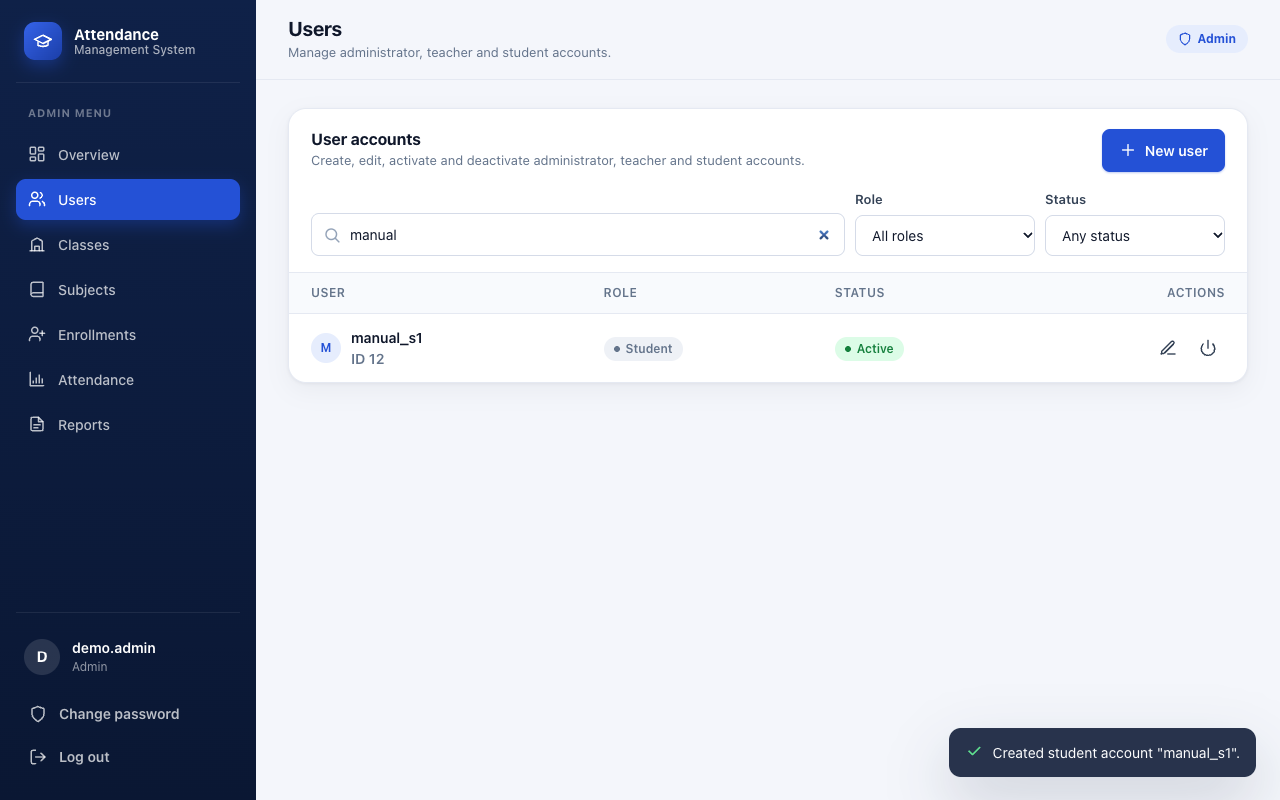 Attendance
Management System
ADMIN MENU
Overview
Users
Classes
Subjects
Enrollments
Attendance
Reports
D
demo.admin
Admin
Change password
Log out
Users
Manage administrator, teacher and student accounts.
Admin
User accounts
Create, edit, activate and deactivate administrator, teacher and student accounts.
New user
Role
Status
manual
All roles
Any status
USER
ROLE
STATUS
ACTIONS
M
manual_s1
ID 12
Student
Active
Created student account "manual_s1".